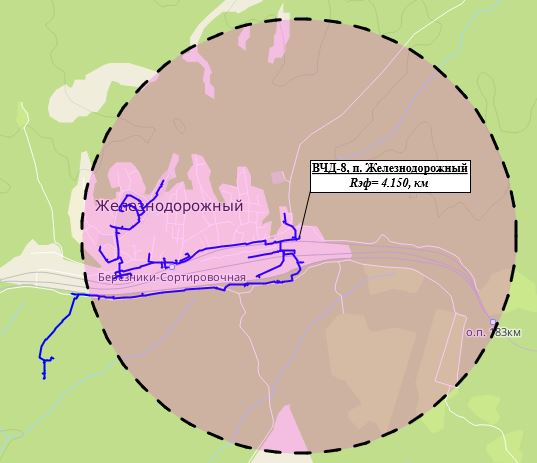 ВЧД-8, п. Железнодорожный
Rэф= 4.150, км
Железнодорожный
Березники-Сортировочная
о.п. 183км